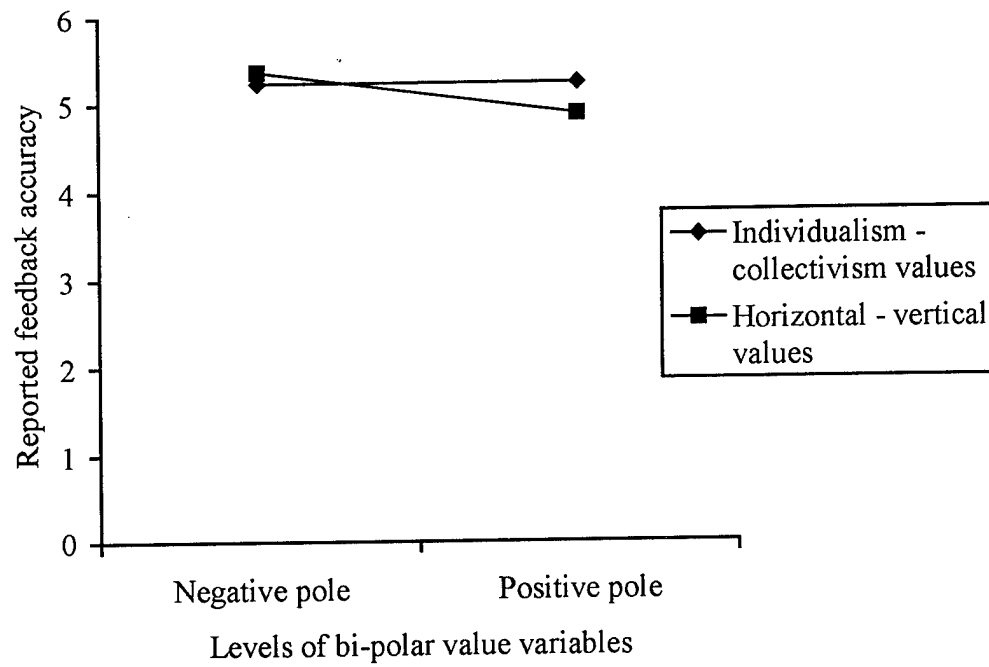 6
5
4
3
2
1
0
Reported feedback accuracy
Negative pole
Positive pole
Levels of bi-polar value variables
Individualism -
collectivism values
Horizontal - vertical
values